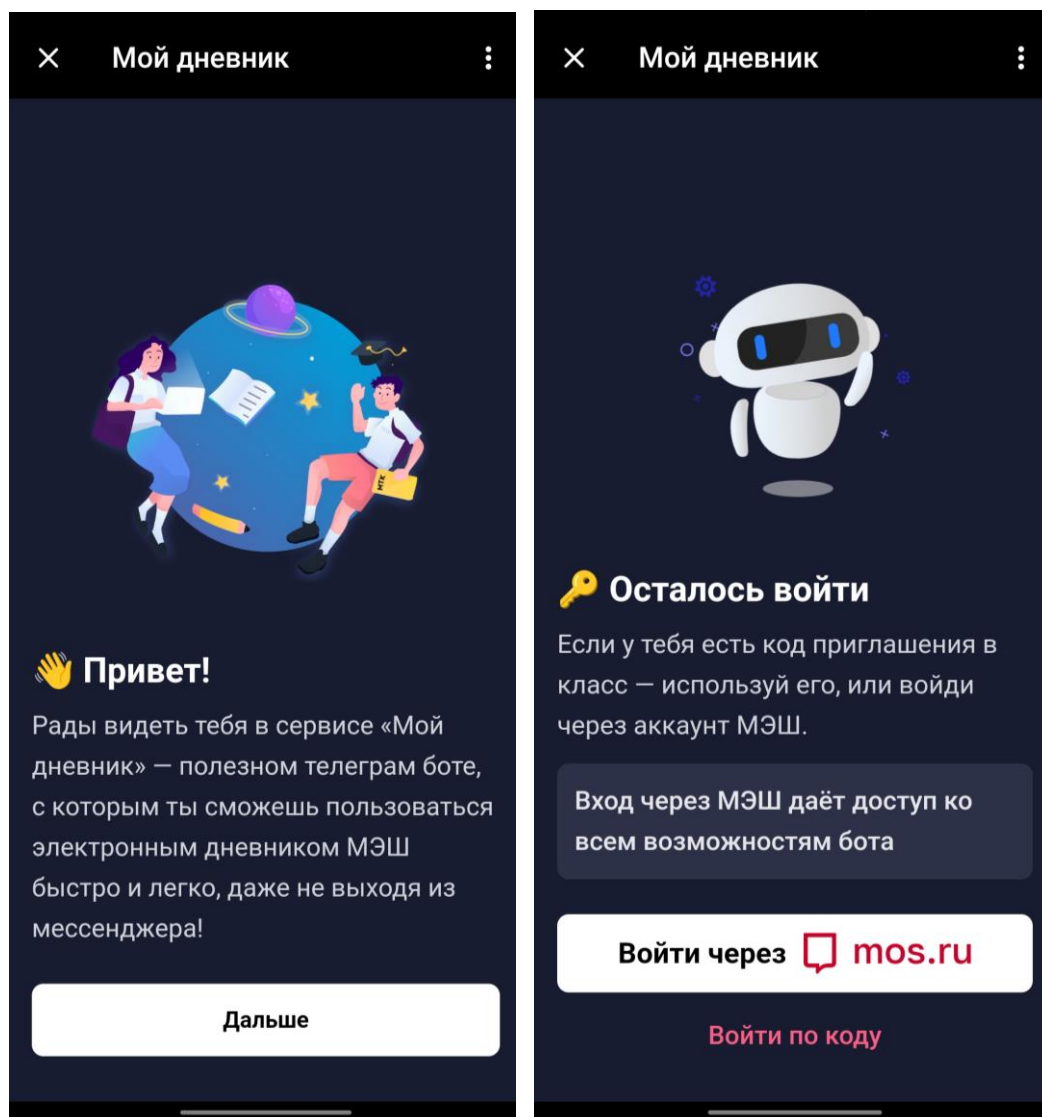 Мой дневник
МТК
👋 Привет!
Рады видеть тебя в сервисе «Мой
дневник» — полезном телеграм боте,
с которым ты сможешь пользоваться
электронным дневником МЭШ
быстро и легко, даже не выходя из
мессенджера!
Дальше
Мой дневник
🔑 Осталось войти
Если у тебя есть код приглашения в
класс — используй его, или войди
через аккаунт МЭШ.
Вход через МЭШ даёт доступ ко
всем возможностям бота
Войти через mos.ru
Войти по коду